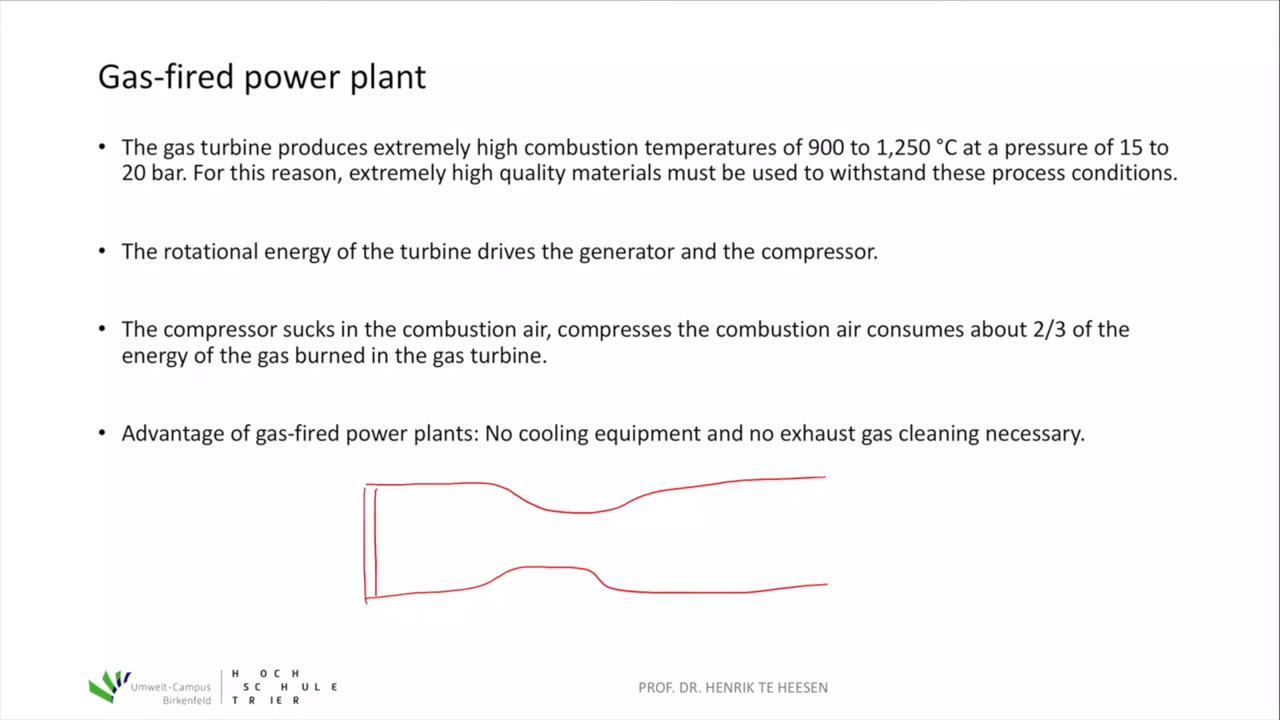 Gas-fired power plant
• The gas turbine produces extremely high combustion temperatures of 900 to 1,250 °C at a pressure of 15 to
20 bar. For this reason, extremely high quality materials must be used to withstand these process conditions.
• The rotational energy of the turbine drives the generator and the compressor.
• The compressor sucks in the combustion air, compresses the combustion air consumes about 2/3 of the
energy of the gas burned in the gas turbine.
• Advantage of gas-fired power plants: No cooling equipment and no exhaust gas cleaning necessary.
Umwelt-Campus
Birkenfeld
HOCH
SCHULE
TRIER
PROF. DR. HENRIK TE HEESEN